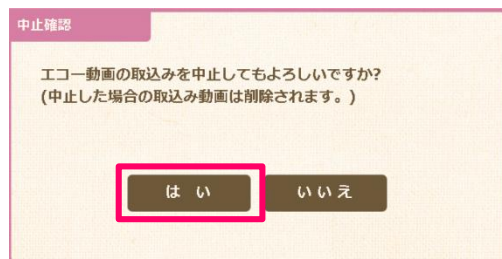 中止確認
エコー動画の取込みを中止してもよろしいですか?
(中止した場合の取込み動画は削除されます。)
は い
いいえ